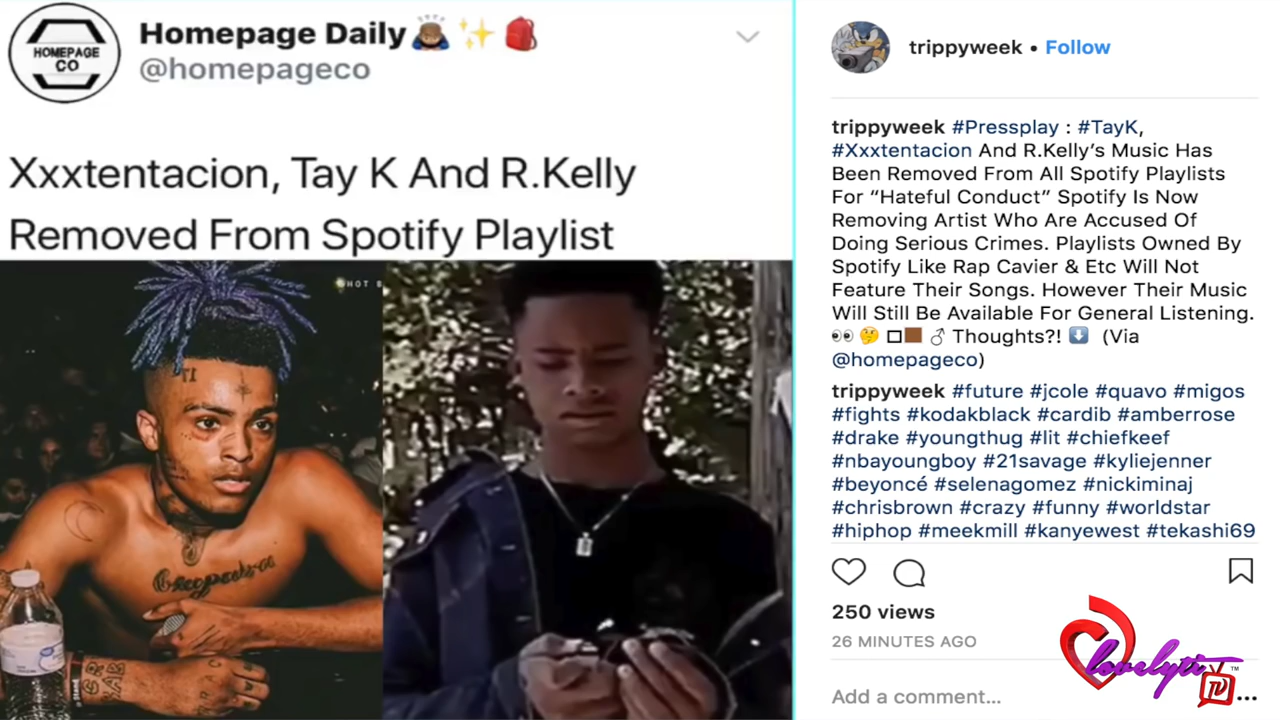 HOMEPAGE
CO
Homepage Daily
@homepageco
Xxxtentacion, Tay K And R.Kelly
Removed From Spotify Playlist
trippyweek • Follow
trippyweek #Pressplay : #TayK,
#Xxxtentacion And R.Kelly's Music Has
Been Removed From All Spotify Playlists
For “Hateful Conduct” Spotify Is Now
Removing Artist Who Are Accused Of
Doing Serious Crimes. Playlists Owned By
Spotify Like Rap Cavier & Etc Will Not
Feature Their Songs. However Their Music
Will Still Be Available For General Listening.
👀 🤔 ♂ Thoughts?! ⬇️ (Via
@homepageco)
trippyweek #future #jcole #quavo #migos
#fights #kodakblack #cardib #amberrose
#drake #youngthug #lit #chiefkeef
#nbayoungboy #21savage #kyliejenner
#beyoncé #selenagomez #nickiminaj
#chrisbrown #crazy #funny #worldstar
#hiphop #meekmill #kanyewest #tekashi69
250 views
26 MINUTES AGO
Lovelyti TV ™
Add a comment...